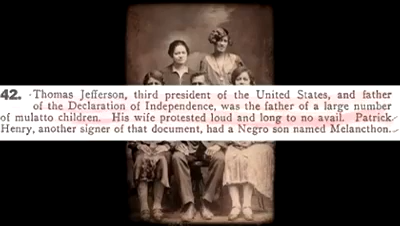 42. Thomas Jefferson, third president of the United States, and father
of the Declaration of Independence, was the father of a large number
of mulatto children. His wife protested loud and long to no avail. Patrick
Henry, another signer of that document, had a Negro son named Melancthon.